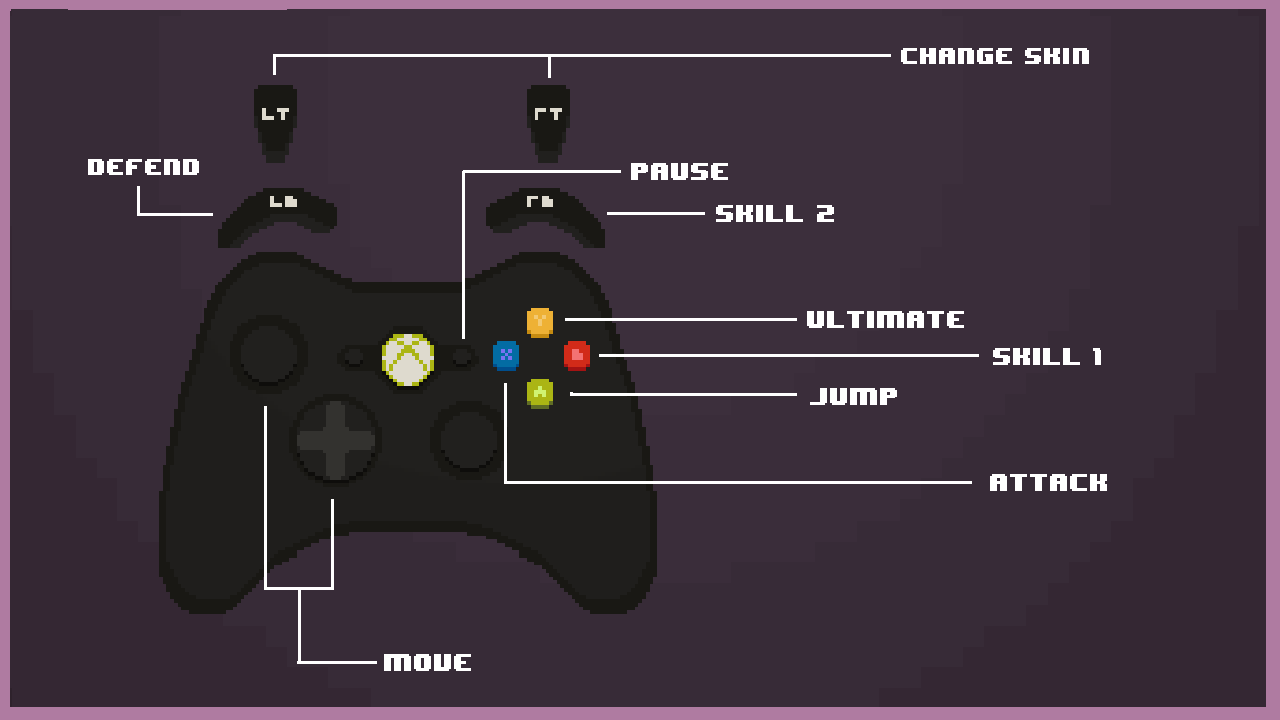 CHANGE SKIN
LT
RT
DEFEND
PAUSE
LB
RB
SKILL 2
Y
ULTIMATE
X
B
SKILL 1
A
JUMP
ATTACK
MOVE